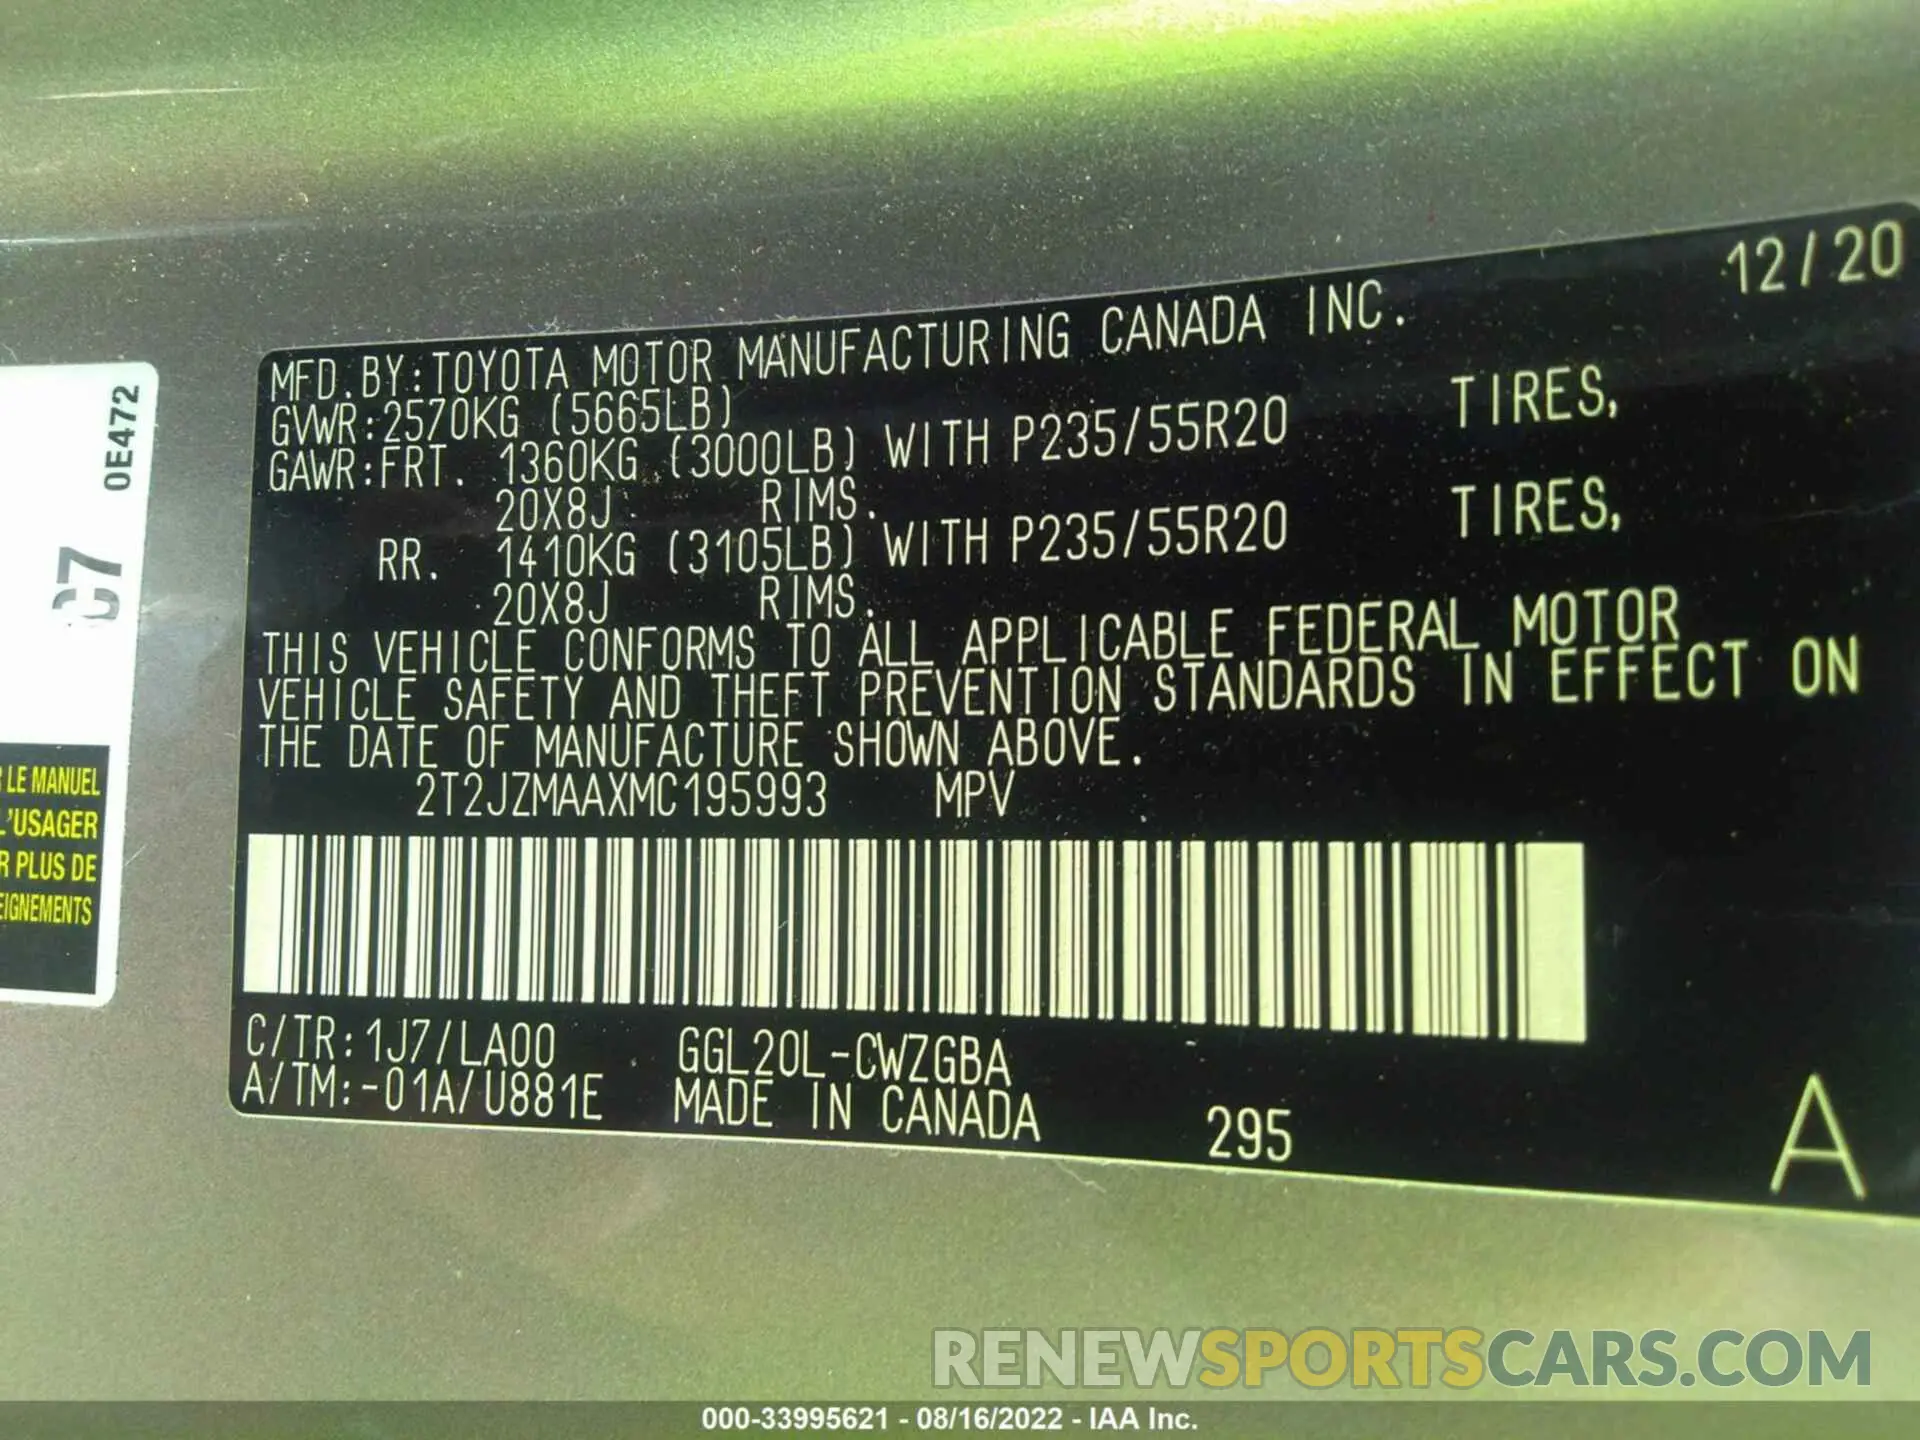 12/20
MFD.BY:TOYOTA MOTOR MANUFACTURING CANADA INC.
GVWR:2570KG (5665LB)
GAWR:FRT. 1360KG (3000LB) WITH P235/55R20 TIRES,
20X8J RIMS.
RR. 1410KG (3105LB) WITH P235/55R20 TIRES,
20X8J RIMS.
THIS VEHICLE CONFORMS TO ALL APPLICABLE FEDERAL MOTOR
VEHICLE SAFETY AND THEFT PREVENTION STANDARDS IN EFFECT ON
THE DATE OF MANUFACTURE SHOWN ABOVE.
2T2JZMAAXMC195993 MPV
C/TR:1J7/LA00 GGL20L-CWZGBA
A/TM:-01A/U881E MADE IN CANADA
295
A
0E472
C7
LE MANUEL
L'USAGER
PLUS DE
RENEWSPORTSCARS.COM
000-33995621 - 08/16/2022 - IAA Inc.